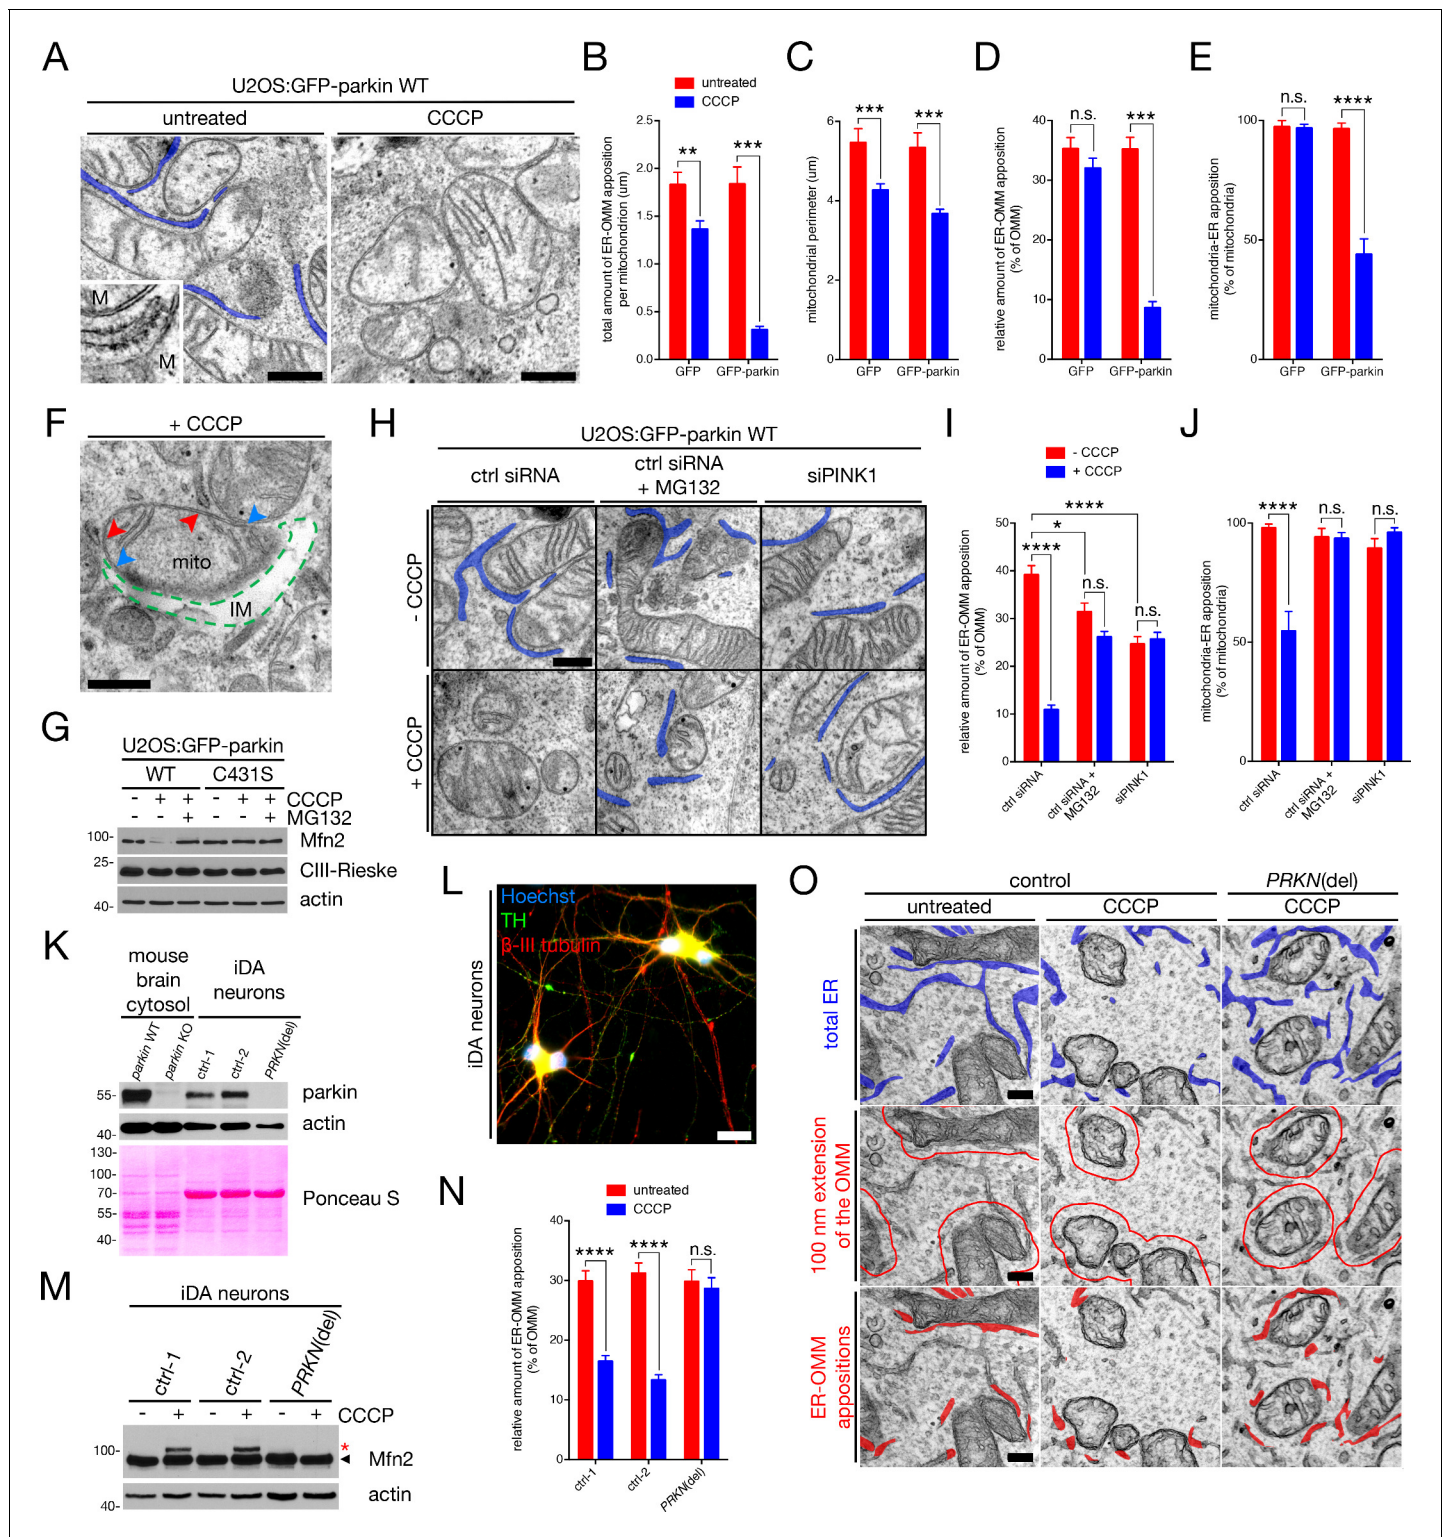 A
U2OS:GFP-parkin WT
untreated
CCCP
M
M
B
untreated
CCCP
total amount of ER-OMM apposition
per mitochondrion (um)
2.5
2.0
1.5
1.0
0.5
0.0
**
***
GFP
GFP-parkin
C
mitochondrial perimeter (um)
6
4
2
0
***
***
GFP
GFP-parkin
D
relative amount of ER-OMM apposition
(% of OMM)
40
30
20
10
0
n.s.
***
GFP
GFP-parkin
E
mitochondria-ER apposition
(% of mitochondria)
100
50
0
n.s.
****
GFP
GFP-parkin
F
+ CCCP
mito
IM
G
U2OS:GFP-parkin
WT
C431S
- + + - + + CCCP
- - + - - + MG132
100-
Mfn2
25-
CIII-Rieske
40-
actin
H
U2OS:GFP-parkin WT
ctrl siRNA
ctrl siRNA
+ MG132
siPINK1
- CCCP
+ CCCP
I
- CCCP
+ CCCP
relative amount of ER-OMM apposition
(% of OMM)
50
40
30
20
10
0
****
*
****
n.s.
n.s.
ctrl siRNA
ctrl siRNA +
MG132
siPINK1
J
mitochondria-ER apposition
(% of mitochondria)
100
50
0
****
n.s.
n.s.
ctrl siRNA
ctrl siRNA +
MG132
siPINK1
K
mouse
brain
cytosol
iDA
neurons
parkin WT
parkin KO
ctrl-1
ctrl-2
PRKN(del)
55-
parkin
40-
actin
130-
100-
70-
55-
40-
Ponceau S
L
iDA neurons
Hoechst
TH
β-III tubulin
M
iDA neurons
ctrl-1
ctrl-2
PRKN(del)
- + - + - + CCCP
100-
*
Mfn2
40-
actin
N
untreated
CCCP
relative amount of ER-OMM apposition
(% of OMM)
40
30
20
10
0
****
****
n.s.
ctrl-1
ctrl-2
PRKN(del)
O
control
PRKN(del)
untreated
CCCP
CCCP
total ER
100 nm extension
of the OMM
ER-OMM
appositions